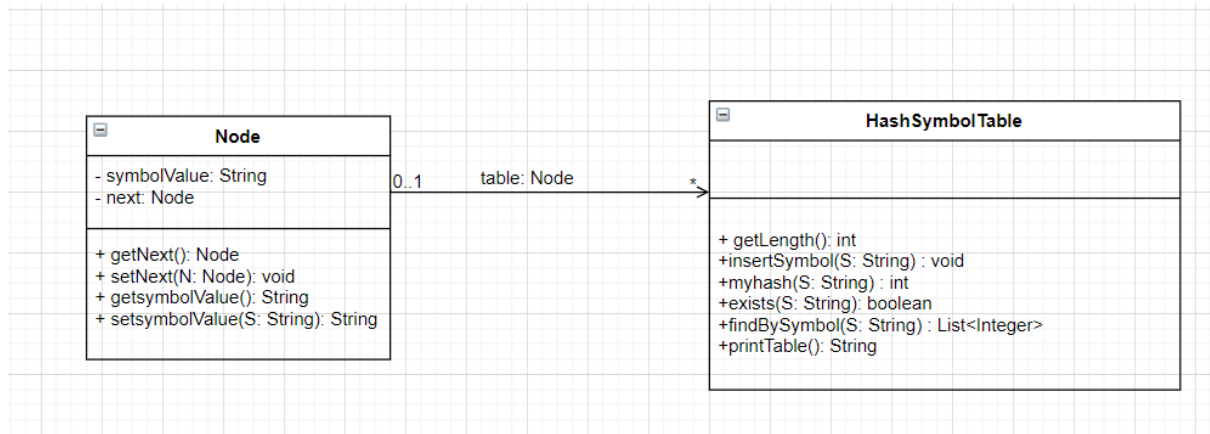 Node
- symbolValue: String
- next: Node
+ getNext(): Node
+ setNext(N: Node): void
+ getsymbolValue(): String
+ setsymbolValue(S: String): String
0..1
table: Node
*
HashSymbolTable
+ getLength(): int
+insertSymbol(S: String) : void
+myhash(S: String) : int
+exists(S: String): boolean
+findBySymbol(S: String) : List<Integer>
+printTable(): String